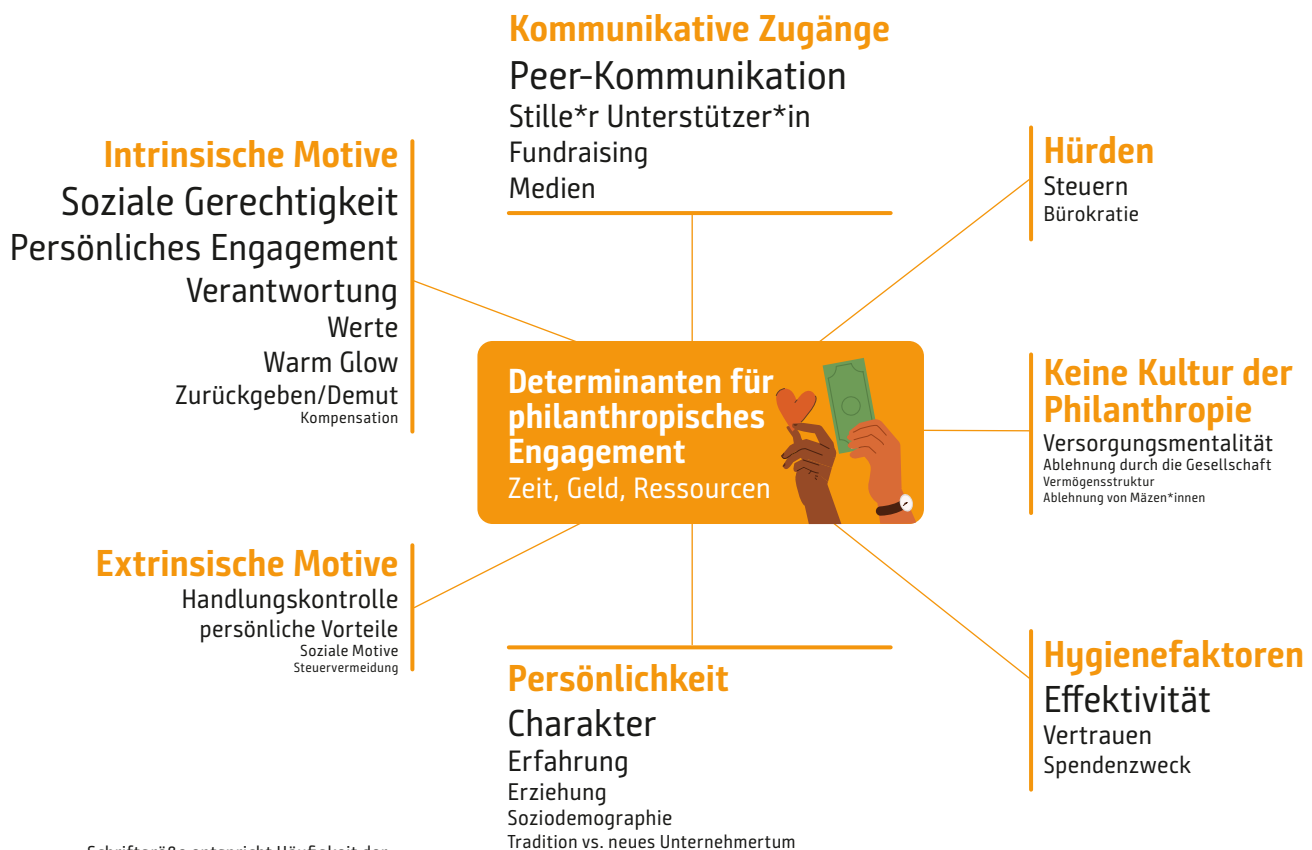 Kommunikative Zugänge
Peer-Kommunikation
Stille*r Unterstützer*in
Fundraising
Medien
Intrinsische Motive
Soziale Gerechtigkeit
Persönliches Engagement
Verantwortung
Werte
Warm Glow
Zurückgeben/Demut
Kompensation
Hürden
Steuern
Bürokratie
Determinanten für
philanthropisches
Engagement
Zeit, Geld, Ressourcen
Keine Kultur der
Philanthropie
Versorgungsmentalität
Ablehnung durch die Gesellschaft
Vermögensstruktur
Ablehnung von Mäzen*innen
Extrinsische Motive
Handlungskontrolle
persönliche Vorteile
Soziale Motive
Steuervermeidung
Persönlichkeit
Charakter
Erfahrung
Erziehung
Soziodemographie
Tradition vs. neues Unternehmertum
Hygienefaktoren
Effektivität
Vertrauen
Spendenzweck